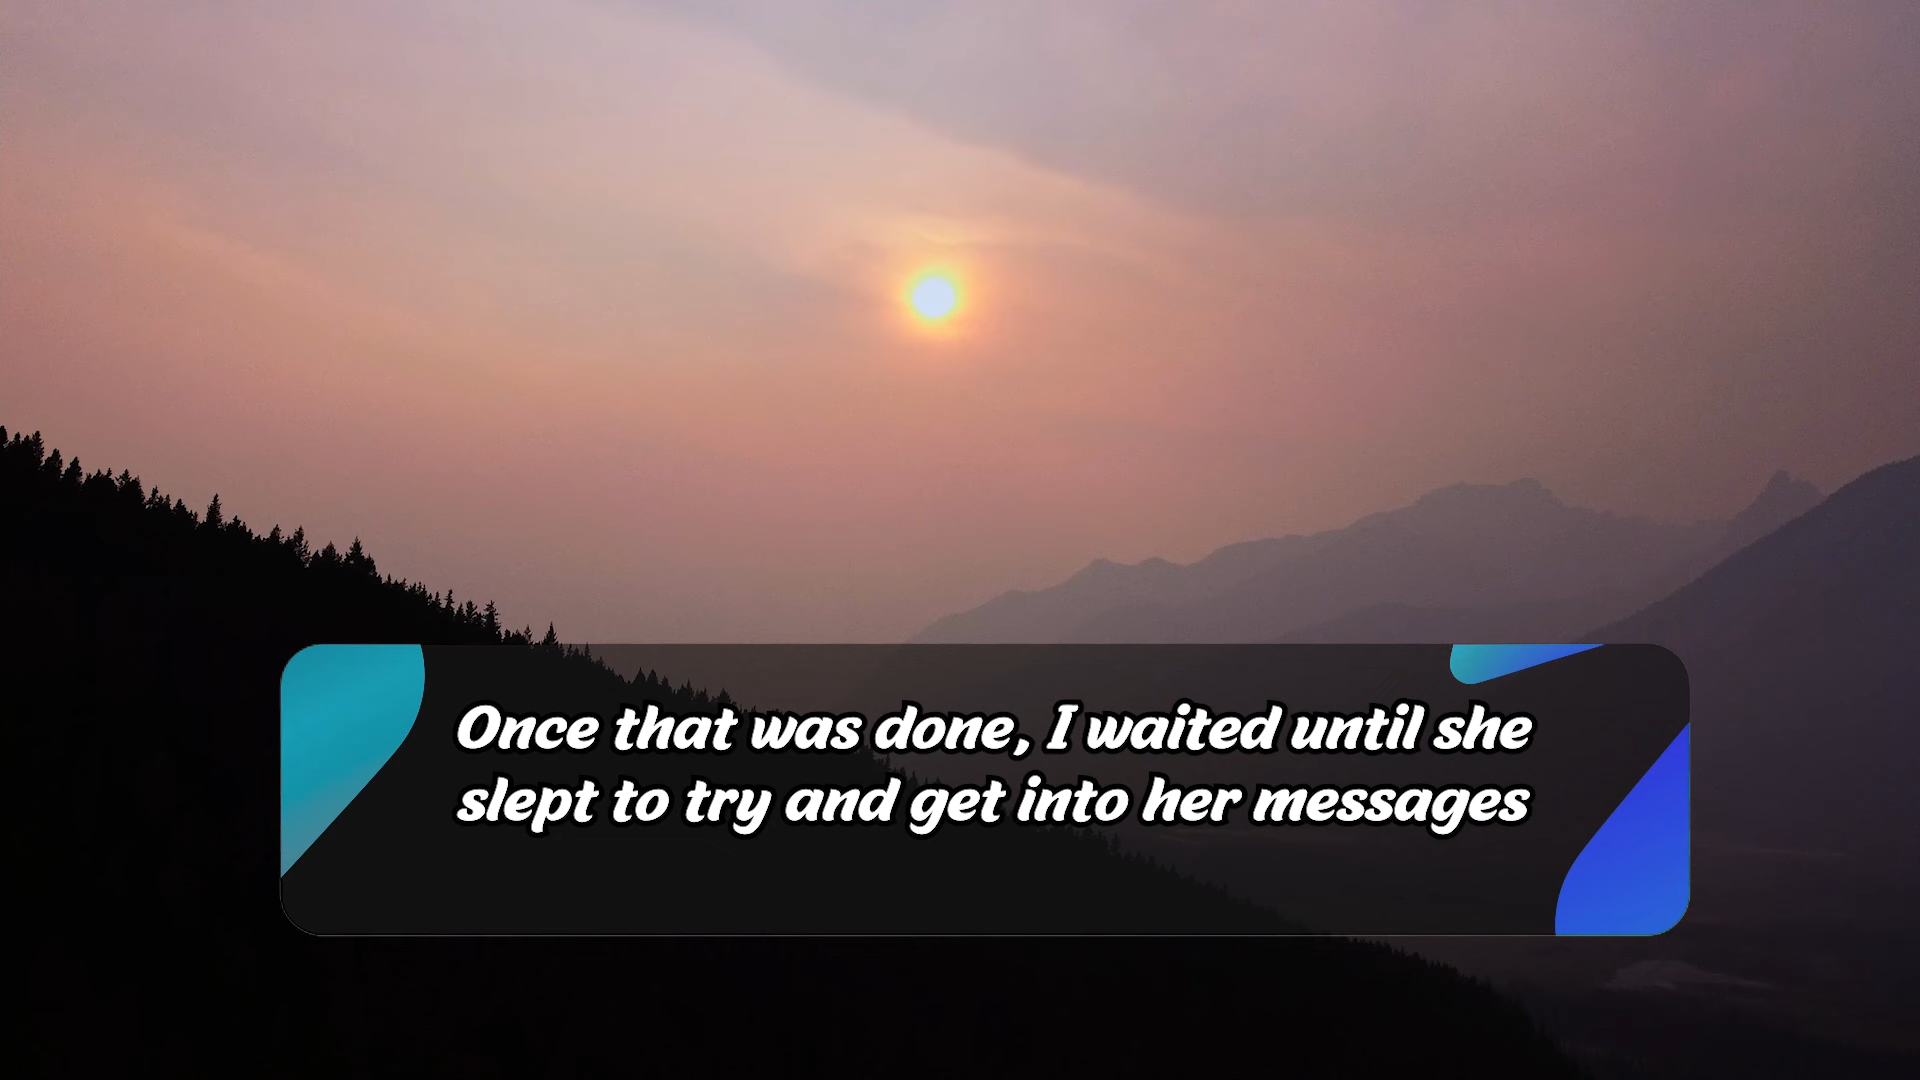 Once that was done, I waited until she
slept to try and get into her messages